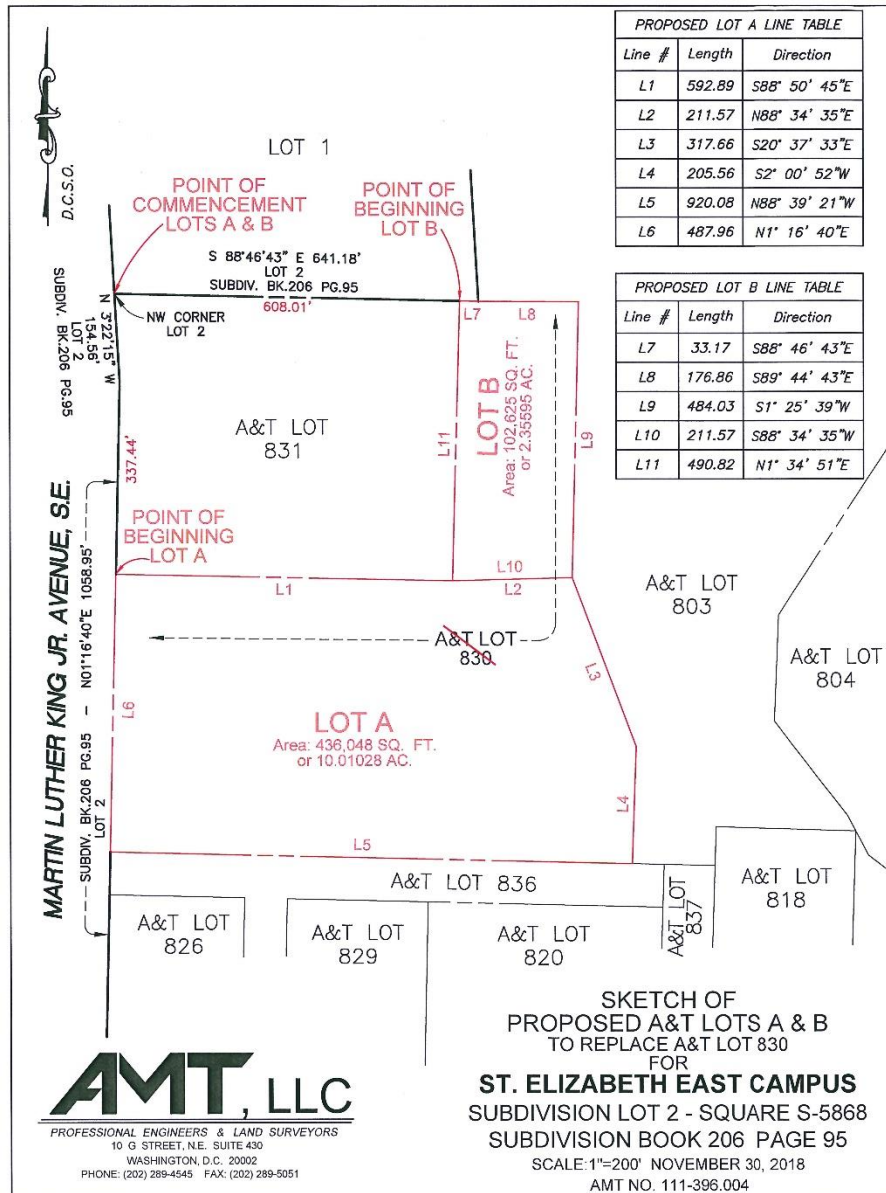 D.C.S.O.
LOT 1
POINT OF
COMMENCEMENT
LOTS A & B
POINT OF
BEGINNING
LOT B
S 88°46'43" E 641.18'
LOT 2
SUBDIV. BK.206 PG.95
608.01'
NW CORNER
LOT 2
N 3°22'15" W
154.56'
LOT 2
SUBDIV. BK.206 PG.95
L7
L8
A&T LOT
831
L11
LOT B
Area: 102,625 SQ. FT.
or 2.35595 AC.
L9
337.44'
POINT OF
BEGINNING
LOT A
L10
L1
L2
PROPOSED LOT A LINE TABLE
Line # Length Direction
L1 592.89 S88° 50' 45"E
L2 211.57 N88° 34' 35"E
L3 317.66 S20° 37' 33"E
L4 205.56 S2° 00' 52"W
L5 920.08 N88° 39' 21"W
L6 487.96 N1° 16' 40"E
PROPOSED LOT B LINE TABLE
Line # Length Direction
L7 33.17 S88° 46' 43"E
L8 176.86 S89° 44' 43"E
L9 484.03 S1° 25' 39"W
L10 211.57 S88° 34' 35"W
L11 490.82 N1° 34' 51"E
MARTIN LUTHER KING JR. AVENUE, S.E.
SUBDIV. BK.206 PG.95 - N01°16'40"E 1058.95'
LOT 2
A&T LOT
830
A&T LOT
803
A&T LOT
804
L3
L6
LOT A
Area: 436,048 SQ. FT.
or 10.01028 AC.
L4
L5
A&T LOT 836
A&T LOT
826
A&T LOT
829
A&T LOT
820
A&T LOT
837
A&T LOT
818
SKETCH OF
PROPOSED A&T LOTS A & B
TO REPLACE A&T LOT 830
FOR
ST. ELIZABETH EAST CAMPUS
SUBDIVISION LOT 2 - SQUARE S-5868
SUBDIVISION BOOK 206 PAGE 95
SCALE:1"=200' NOVEMBER 30, 2018
AMT NO. 111-396.004
AMT, LLC
PROFESSIONAL ENGINEERS & LAND SURVEYORS
10 G STREET, N.E. SUITE 430
WASHINGTON, D.C. 20002
PHONE: (202) 289-4545 FAX: (202) 289-5051